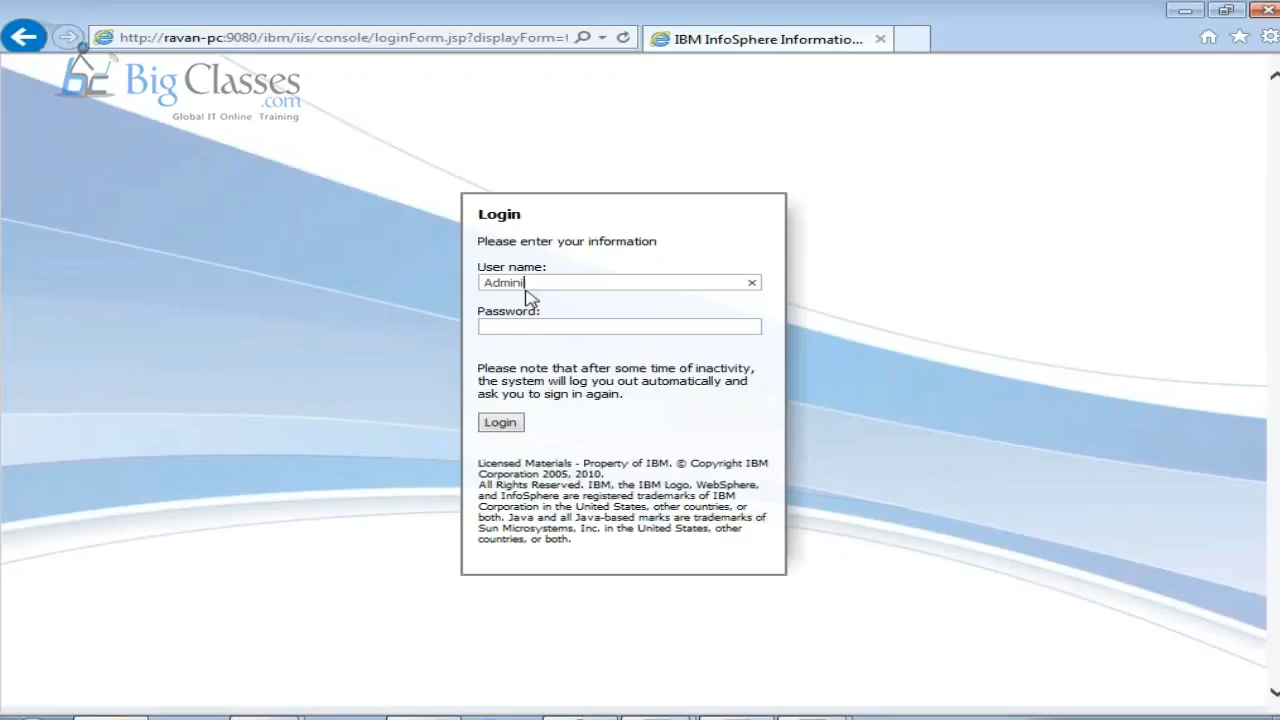 http://ravan-pc:9080/ibm/iis/console/loginForm.jsp?displayForm=t
IBM InfoSphere Informatio...
Big Classes
.com
Global IT Online Training
Login
Please enter your information
User name:
Admini
Password:
Please note that after some time of inactivity,
the system will log you out automatically and
ask you to sign in again.
Login
Licensed Materials - Property of IBM. © Copyright IBM
Corporation 2005, 2010.
All Rights Reserved. IBM, the IBM Logo, WebSphere,
and InfoSphere are registered trademarks of IBM
Corporation in the United States, other countries, or
both. Java and all Java-based marks are trademarks of
Sun Microsystems, Inc. in the United States, other
countries, or both.